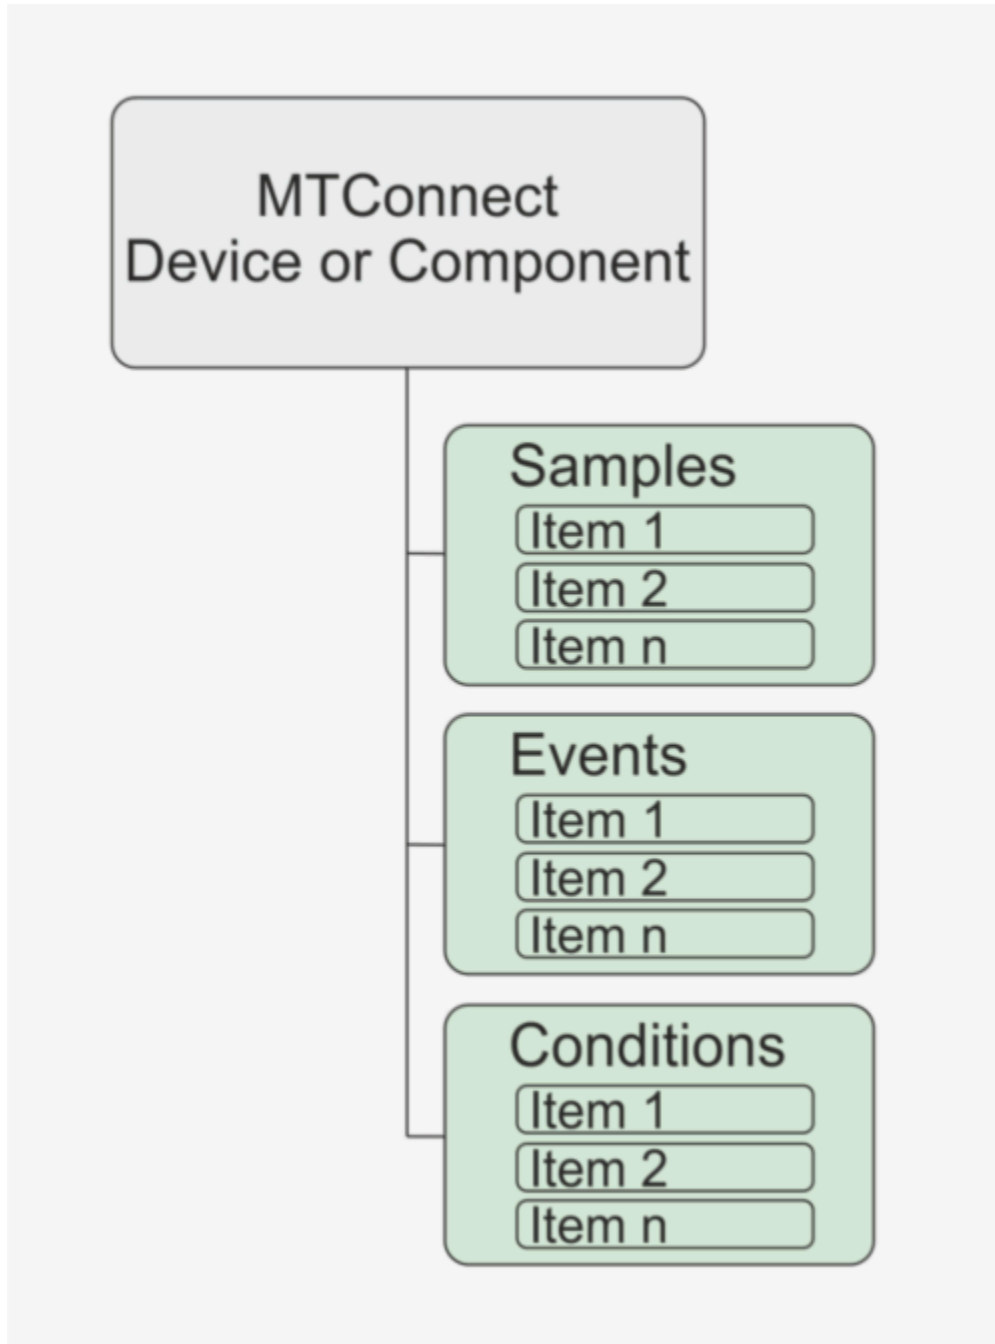 MTConnect
Device or Component
Samples
Item 1
Item 2
Item n
Events
Item 1
Item 2
Item n
Conditions
Item 1
Item 2
Item n